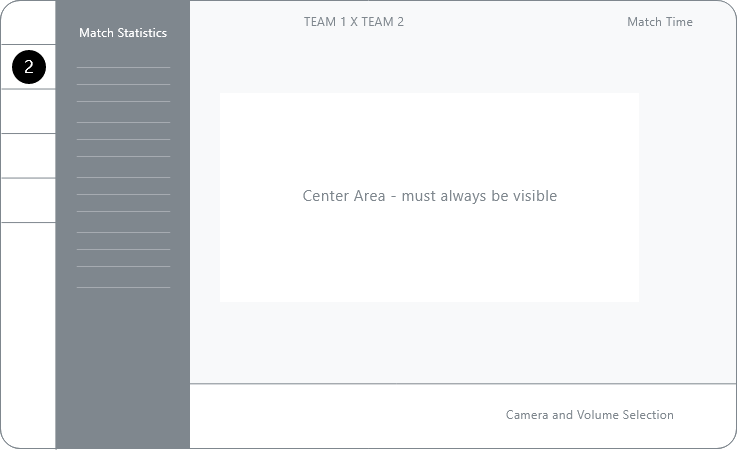 Match Statistics
TEAM 1 X TEAM 2
Match Time
2
Center Area - must always be visible
Camera and Volume Selection